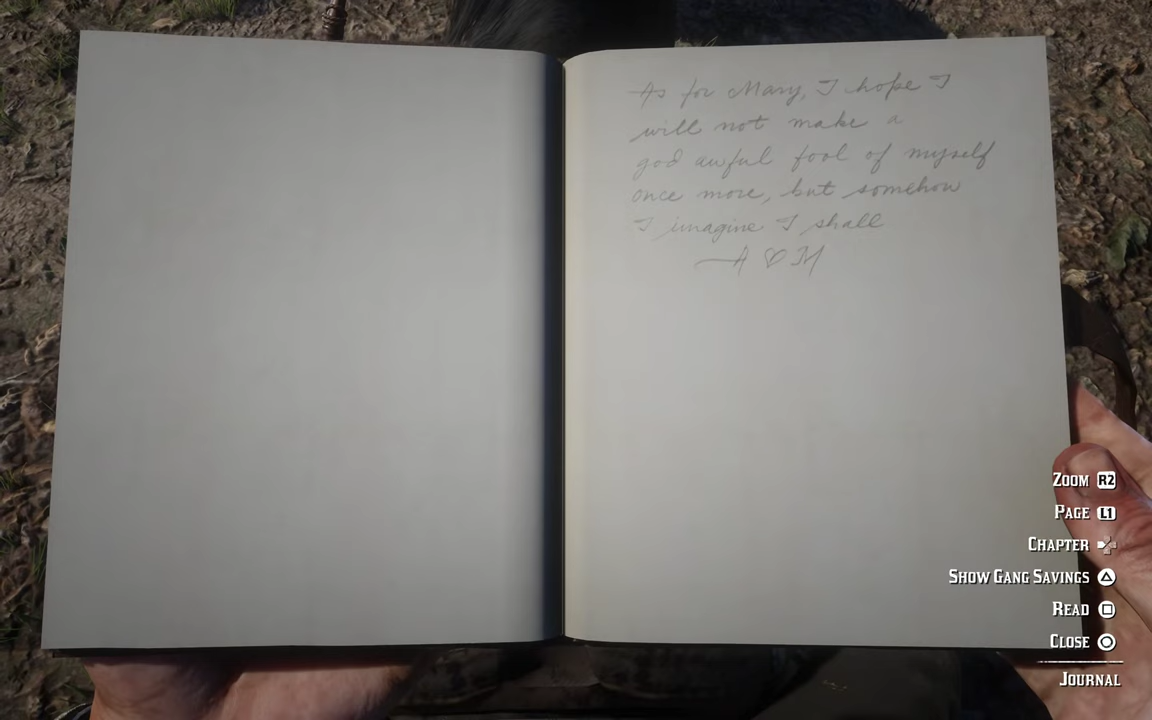 As for Mary, I hope I
will not make a
god awful fool of myself
once more, but somehow
I imagine I shall
—A ♡ M
ZOOM R2
PAGE L1
CHAPTER
SHOW GANG SAVINGS
READ
CLOSE
JOURNAL